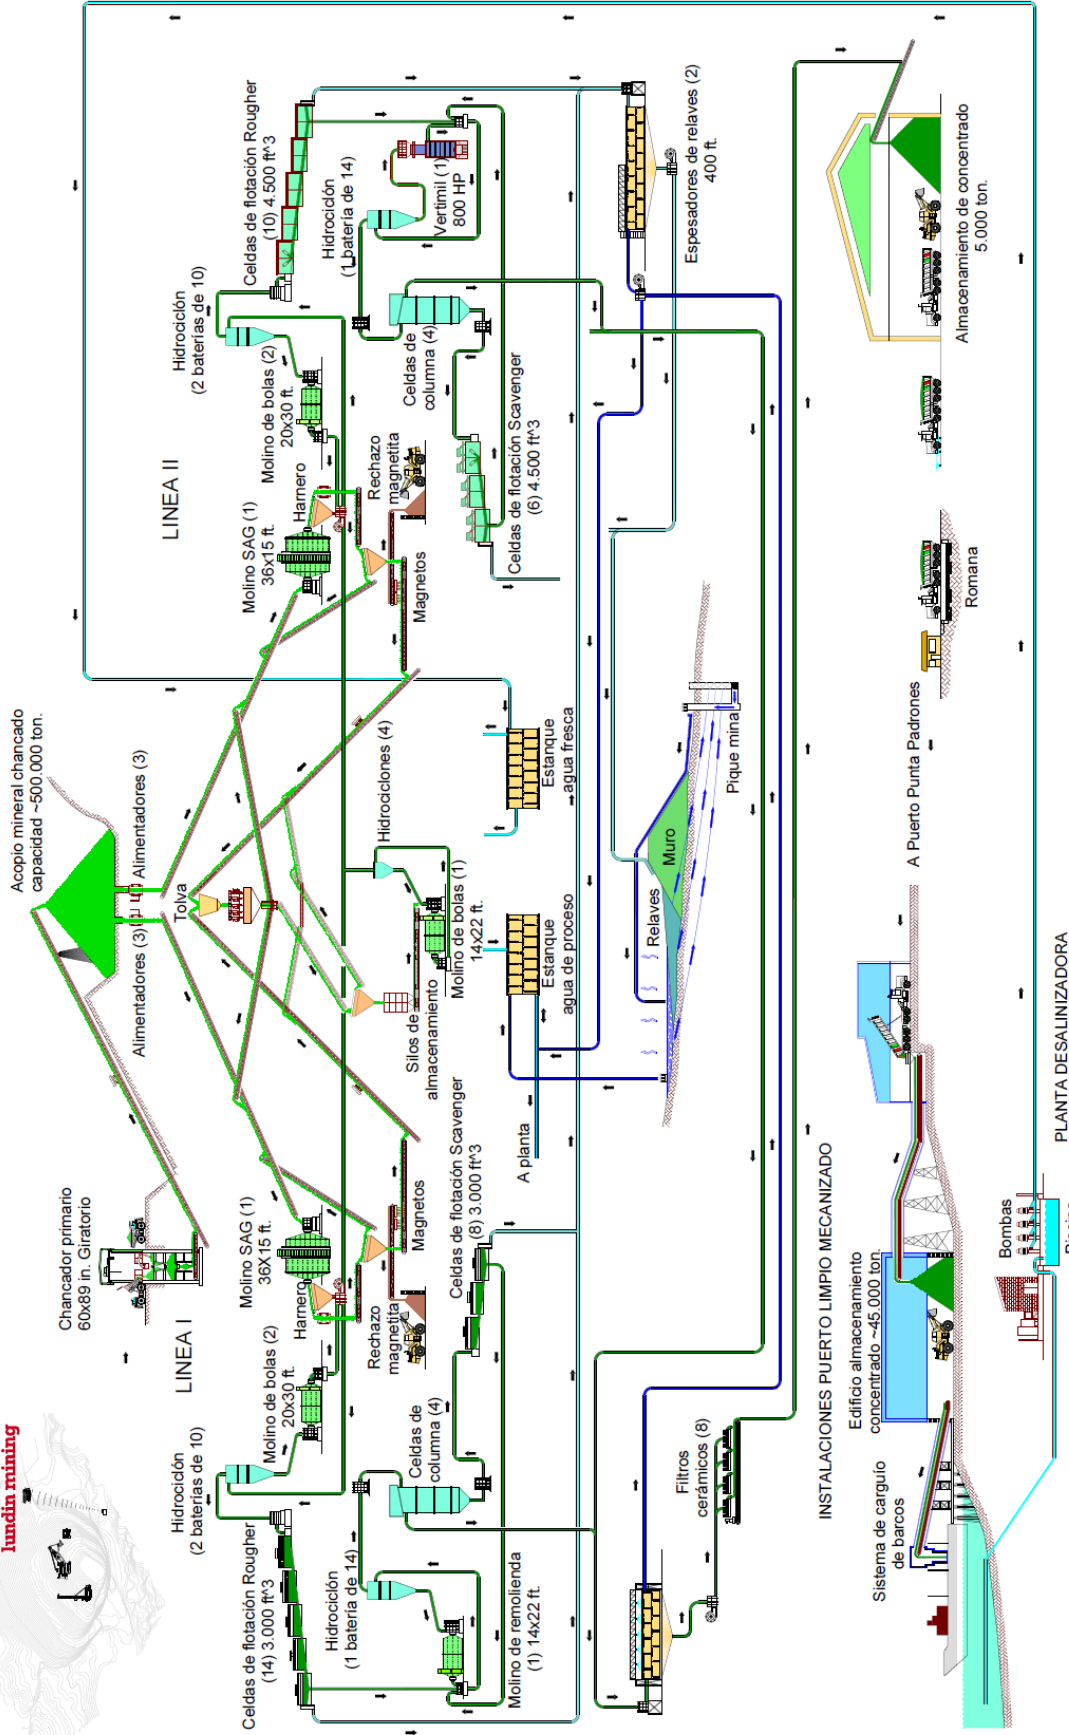 lundin mining
Chancador primario
60x89 in. Giratorio
Acopio mineral chancado
capacidad ~500.000 ton.
Alimentadores (3)
Alimentadores (3)
Tolva
LINEA I
LINEA II
Hidrociclón
(2 baterías de 10)
Molino de bolas (2)
20x30 ft.
Molino SAG (1)
36X15 ft.
Harnero
Celdas de flotación Rougher
(14) 3.000 ft^3
Hidrociclón
(1 batería de 14)
Celdas de
columna (4)
Rechazo
magnetita
Magnetos
Molino de remolienda
(1) 14x22 ft.
Celdas de flotación Scavenger
(8) 3.000 ft^3
Silos de
almacenamiento
Molino de bolas (1)
14x22 ft.
Hidrociclones (4)
Molino SAG (1)
36x15 ft.
Harnero
Molino de bolas (2)
20x30 ft.
Hidrociclón
(2 baterías de 10)
Celdas de flotación Rougher
(10) 4.500 ft^3
Hidrociclón
(1 batería de 14)
Vertimil (1)
800 HP
Rechazo
magnetita
Magnetos
Celdas de
columna (4)
Celdas de flotación Scavenger
(6) 4.500 ft^3
A planta
Estanque
agua de proceso
Estanque
agua fresca
Relaves
Muro
Pique mina
Espesadores de relaves (2)
400 ft.
Filtros
cerámicos (8)
INSTALACIONES PUERTO LIMPIO MECANIZADO
Sistema de carguío
de barcos
Edificio almacenamiento
concentrado ~45.000 ton.
A Puerto Punta Padrones
Romana
Almacenamiento de concentrado
5.000 ton.
Bombas
PLANTA DESALINIZADORA